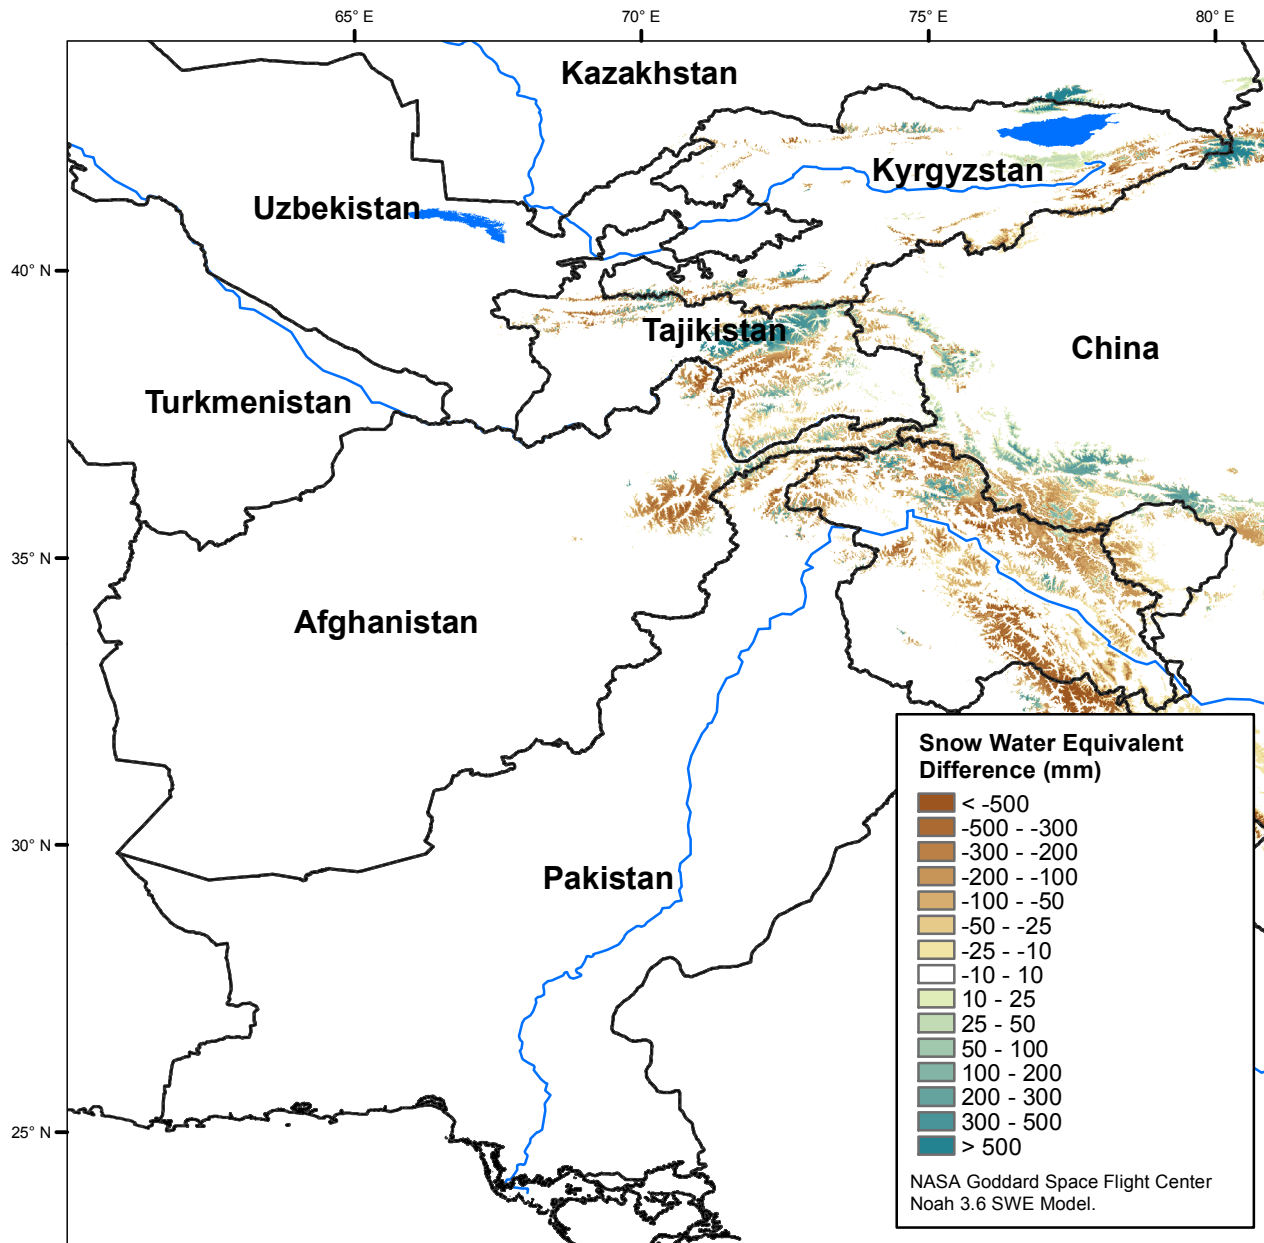 65° E
70° E
75° E
80° E
Kazakhstan
Kyrgyzstan
Uzbekistan
40° N
Tajikistan
China
Turkmenistan
35° N
Afghanistan
30° N
Pakistan
25° N
Snow Water Equivalent
Difference (mm)
< -500
-500 - -300
-300 - -200
-200 - -100
-100 - -50
-50 - -25
-25 - -10
-10 - 10
10 - 25
25 - 50
50 - 100
100 - 200
200 - 300
300 - 500
> 500
NASA Goddard Space Flight Center
Noah 3.6 SWE Model.